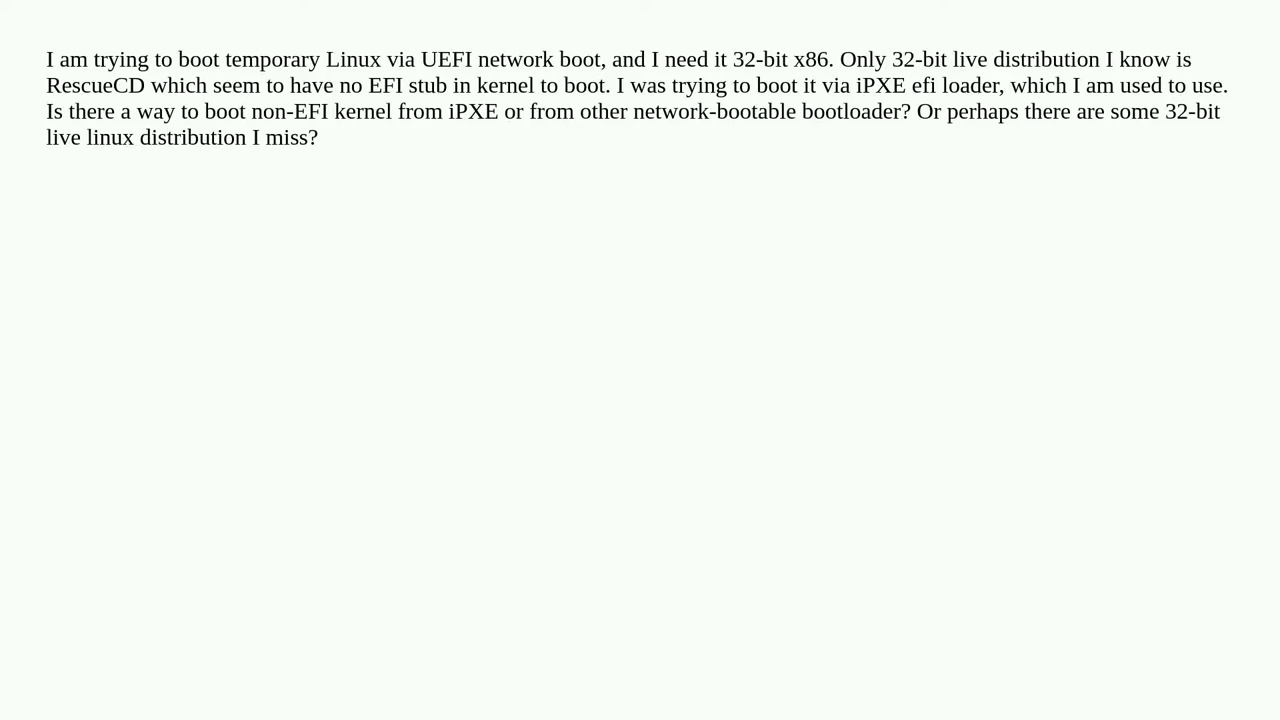 I am trying to boot temporary Linux via UEFI network boot, and I need it 32-bit x86. Only 32-bit live distribution I know is
RescueCD which seem to have no EFI stub in kernel to boot. I was trying to boot it via iPXE efi loader, which I am used to use.
Is there a way to boot non-EFI kernel from iPXE or from other network-bootable bootloader? Or perhaps there are some 32-bit
live linux distribution I miss?